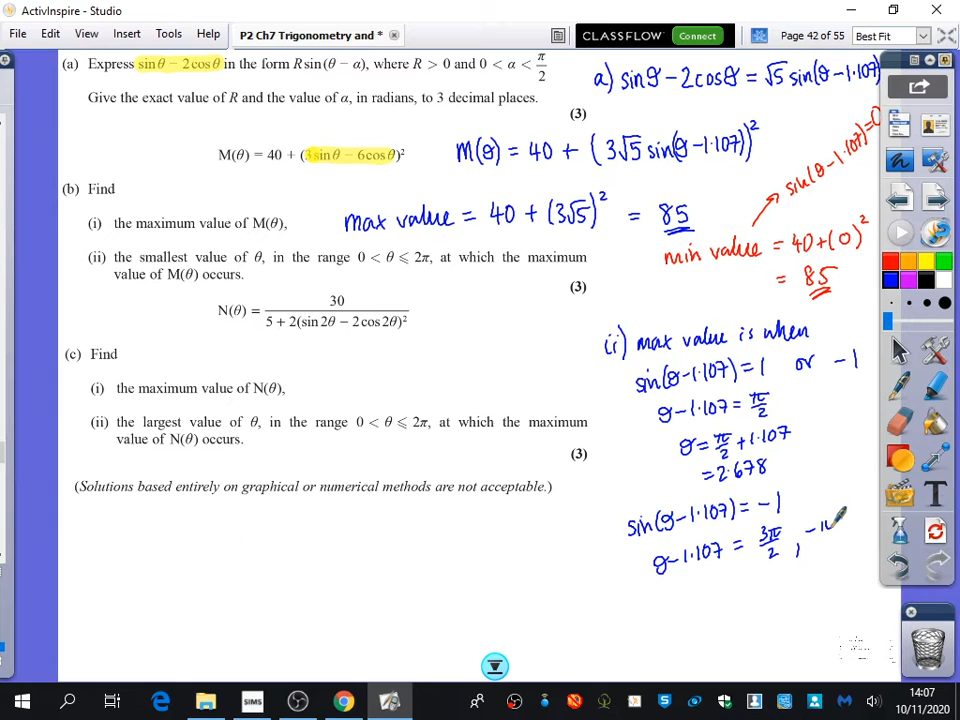 ActivInspire - Studio
File Edit View Insert Tools Help
P2 Ch7 Trigonometry and *
CLASSFLOW Connect
Page 42 of 55
Best Fit
(a) Express sin θ − 2cos θ in the form R sin(θ − α), where R > 0 and 0 < α < π/2
Give the exact value of R and the value of α, in radians, to 3 decimal places.
(3)
a) sinθ − 2cosθ = √5 sin(θ − 1.107)
M(θ) = 40 + (3sin θ − 6cos θ)²
M(θ) = 40 + (3√5 sin(θ − 1.107))²
sin(θ − 1.107) = 0
(b) Find
(i) the maximum value of M(θ),
max value = 40 + (3√5)² = 85
min value = 40 + (0)²
= 85
(ii) the smallest value of θ, in the range 0 < θ ⩽ 2π, at which the maximum
value of M(θ) occurs.
(3)
N(θ) = 30 / 5 + 2(sin 2θ − 2cos 2θ)²
(c) Find
(i) the maximum value of N(θ),
(ii) the largest value of θ, in the range 0 < θ ⩽ 2π, at which the maximum
value of N(θ) occurs.
(3)
(Solutions based entirely on graphical or numerical methods are not acceptable.)
(ii) max value is when
sin(θ − 1.107) = 1 or −1
θ − 1.107 = π/2
θ = π/2 + 1.107
= 2.678
sin(θ − 1.107) = −1
θ − 1.107 = 3π/2 ,
SIMS
14:07
10/11/2020